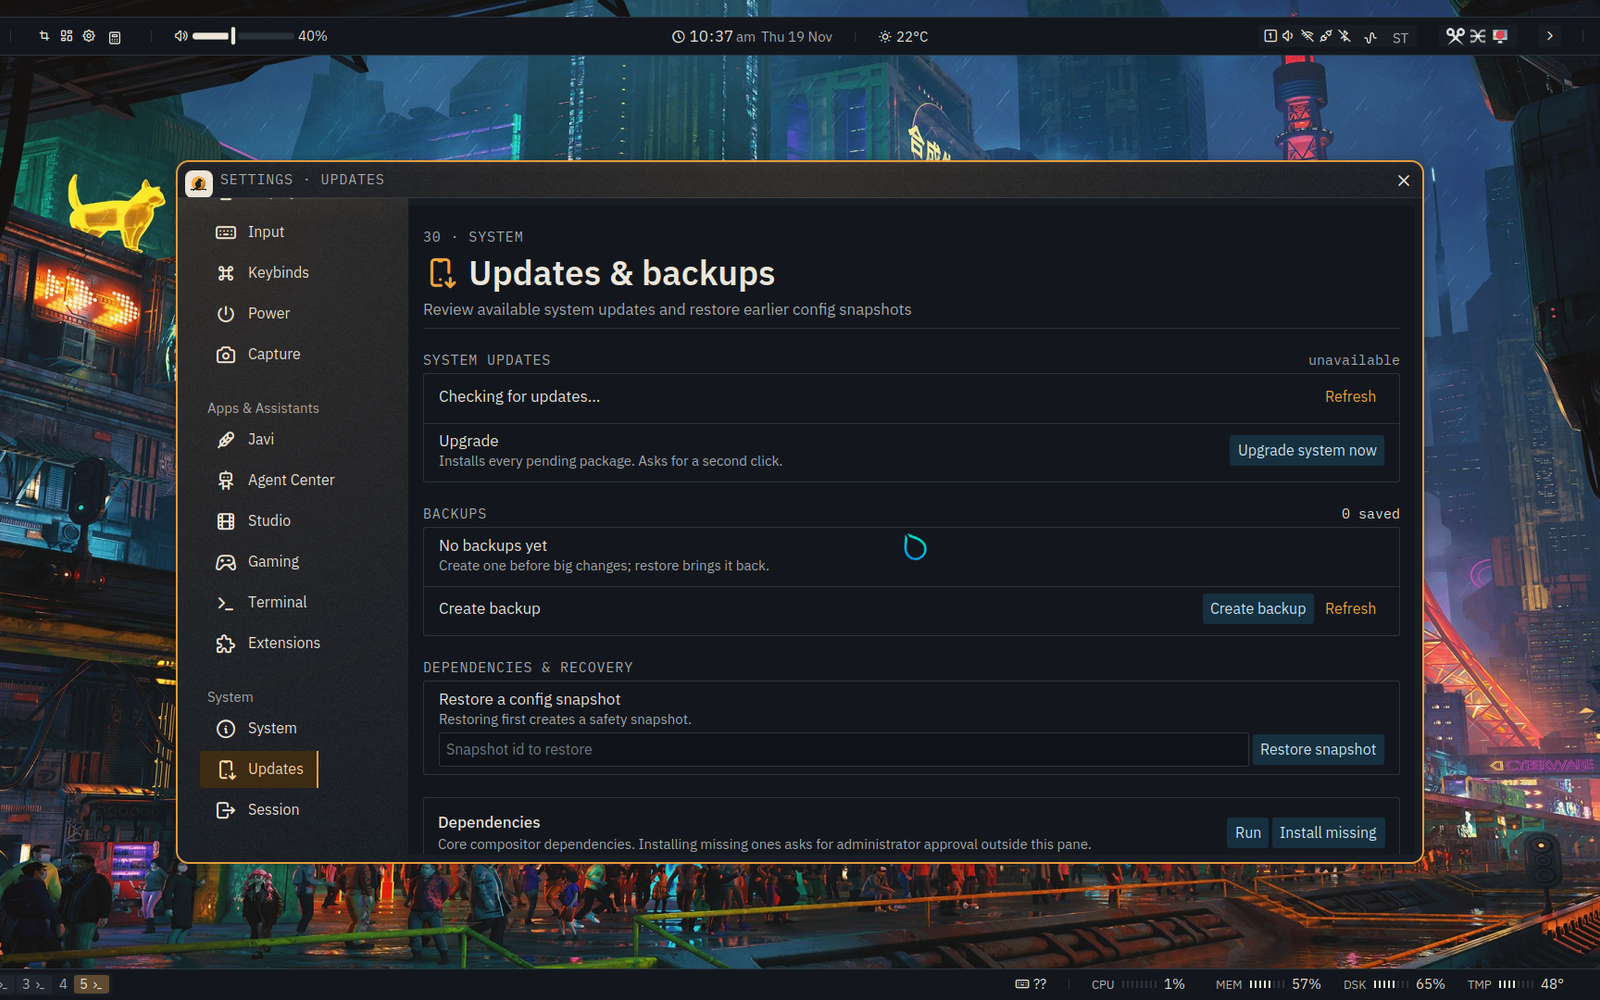 40%
10:37 am Thu 19 Nov
22°C
ST
SETTINGS · UPDATES
Input
Keybinds
Power
Capture
Apps & Assistants
Javi
Agent Center
Studio
Gaming
Terminal
Extensions
System
System
Updates
Session
30 · SYSTEM
Updates & backups
Review available system updates and restore earlier config snapshots
SYSTEM UPDATES
unavailable
Checking for updates...
Refresh
Upgrade
Installs every pending package. Asks for a second click.
Upgrade system now
BACKUPS
0 saved
No backups yet
Create one before big changes; restore brings it back.
Create backup
Create backup
Refresh
DEPENDENCIES & RECOVERY
Restore a config snapshot
Restoring first creates a safety snapshot.
Snapshot id to restore
Restore snapshot
Dependencies
Core compositor dependencies. Installing missing ones asks for administrator approval outside this pane.
Run
Install missing
CYBERWARE
3
4
5
??
CPU 1%
MEM 57%
DSK 65%
TMP 48°